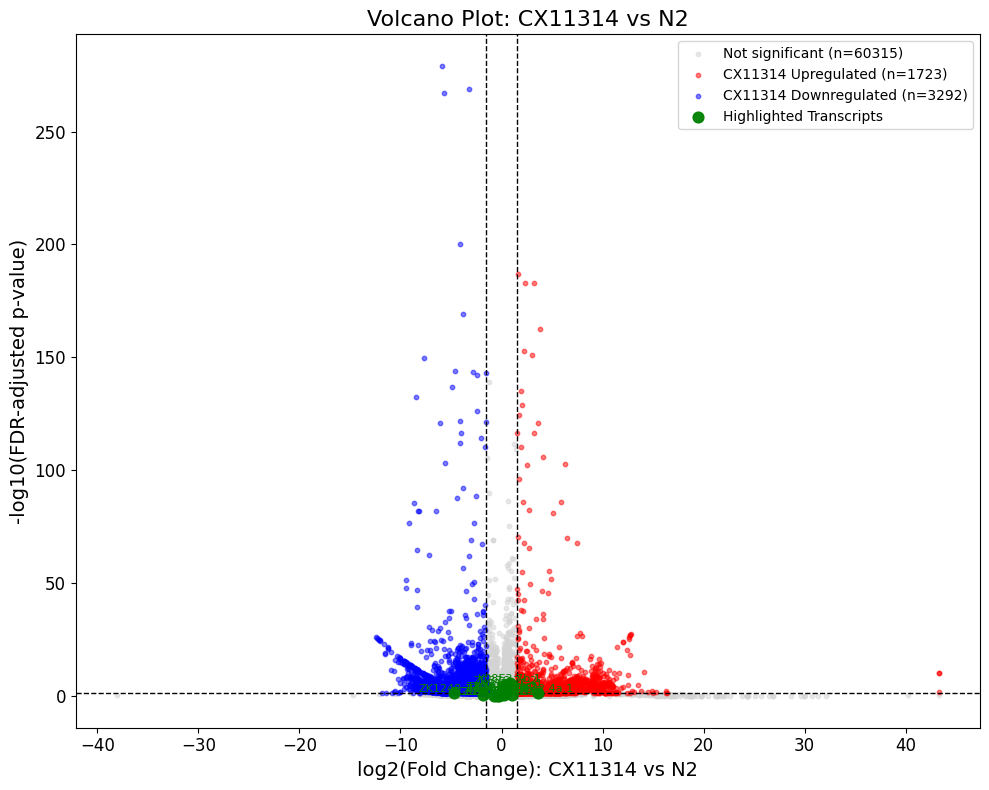 Volcano Plot: CX11314 vs N2
Not significant (n=60315)
CX11314 Upregulated (n=1723)
CX11314 Downregulated (n=3292)
Highlighted Transcripts
-log10(FDR-adjusted p-value)
250
200
150
100
50
0
−40
−30
−20
−10
0
10
20
30
40
log2(Fold Change): CX11314 vs N2